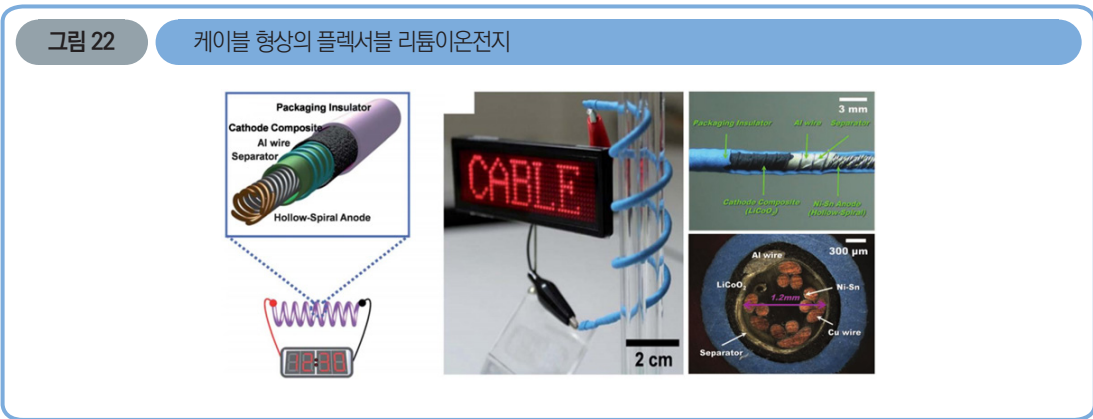 그림 22
케이블 형상의 플렉서블 리튬이온전지
Packaging Insulator
Cathode Composite
Al wire
Separator
Hollow-Spiral Anode
12:30
CABLE
2 cm
3 mm
Packaging Insulator
Al wire
Separator
Cathode Composite
(LiCoO₂)
Ni-Sn Anode
(Hollow-Spiral)
300 µm
Al wire
LiCoO₂
Ni-Sn
1.2mm
Cu wire
Separator